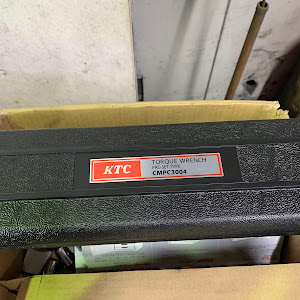 KTC
TORQUE WRENCH
PRE-SET TYPE
CMPC3004